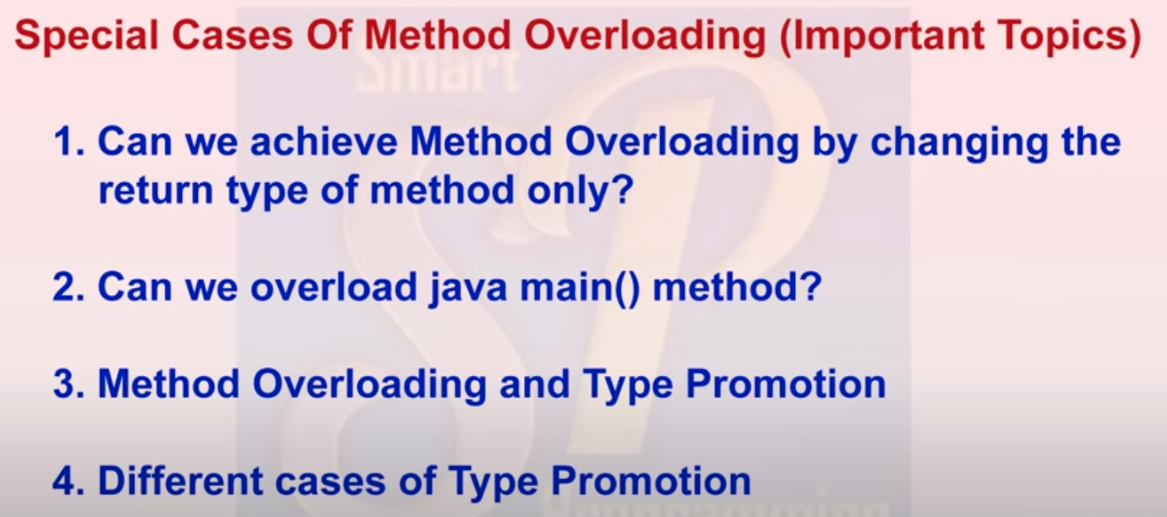 Special Cases Of Method Overloading (Important Topics)
Smart
1. Can we achieve Method Overloading by changing the
return type of method only?
2. Can we overload java main() method?
3. Method Overloading and Type Promotion
4. Different cases of Type Promotion